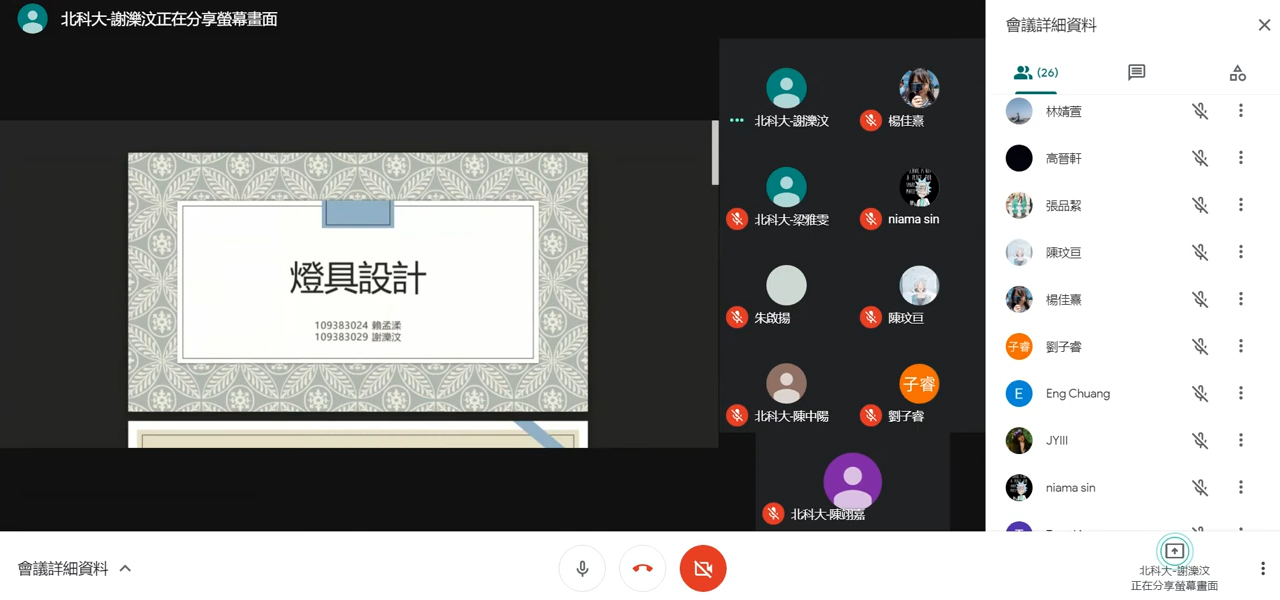 北科大-謝濼汶正在分享螢幕畫面
燈具設計
109383024 賴孟漾
109383029 謝濼汶
北科大-謝濼汶
楊佳熹
北科大-梁雅雯
niama sin
朱啟揚
陳玟亘
北科大-陳中陽
子睿
劉子睿
北科大-陳翊嘉
會議詳細資料
(26)
林婧萱
高晉軒
張品絜
陳玟亘
楊佳熹
子睿
劉子睿
E
Eng Chuang
JYIII
niama sin
會議詳細資料
北科大-謝濼汶
正在分享螢幕畫面